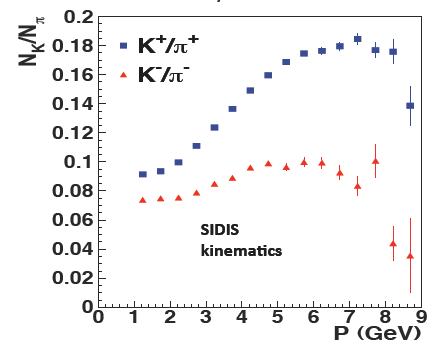 N_K/N_π
0.2
0.18
0.16
0.14
0.12
0.1
0.08
0.06
0.04
0.02
0
K⁺/π⁺
K⁻/π⁻
SIDIS
kinematics
0 1 2 3 4 5 6 7 8 9
P (GeV)